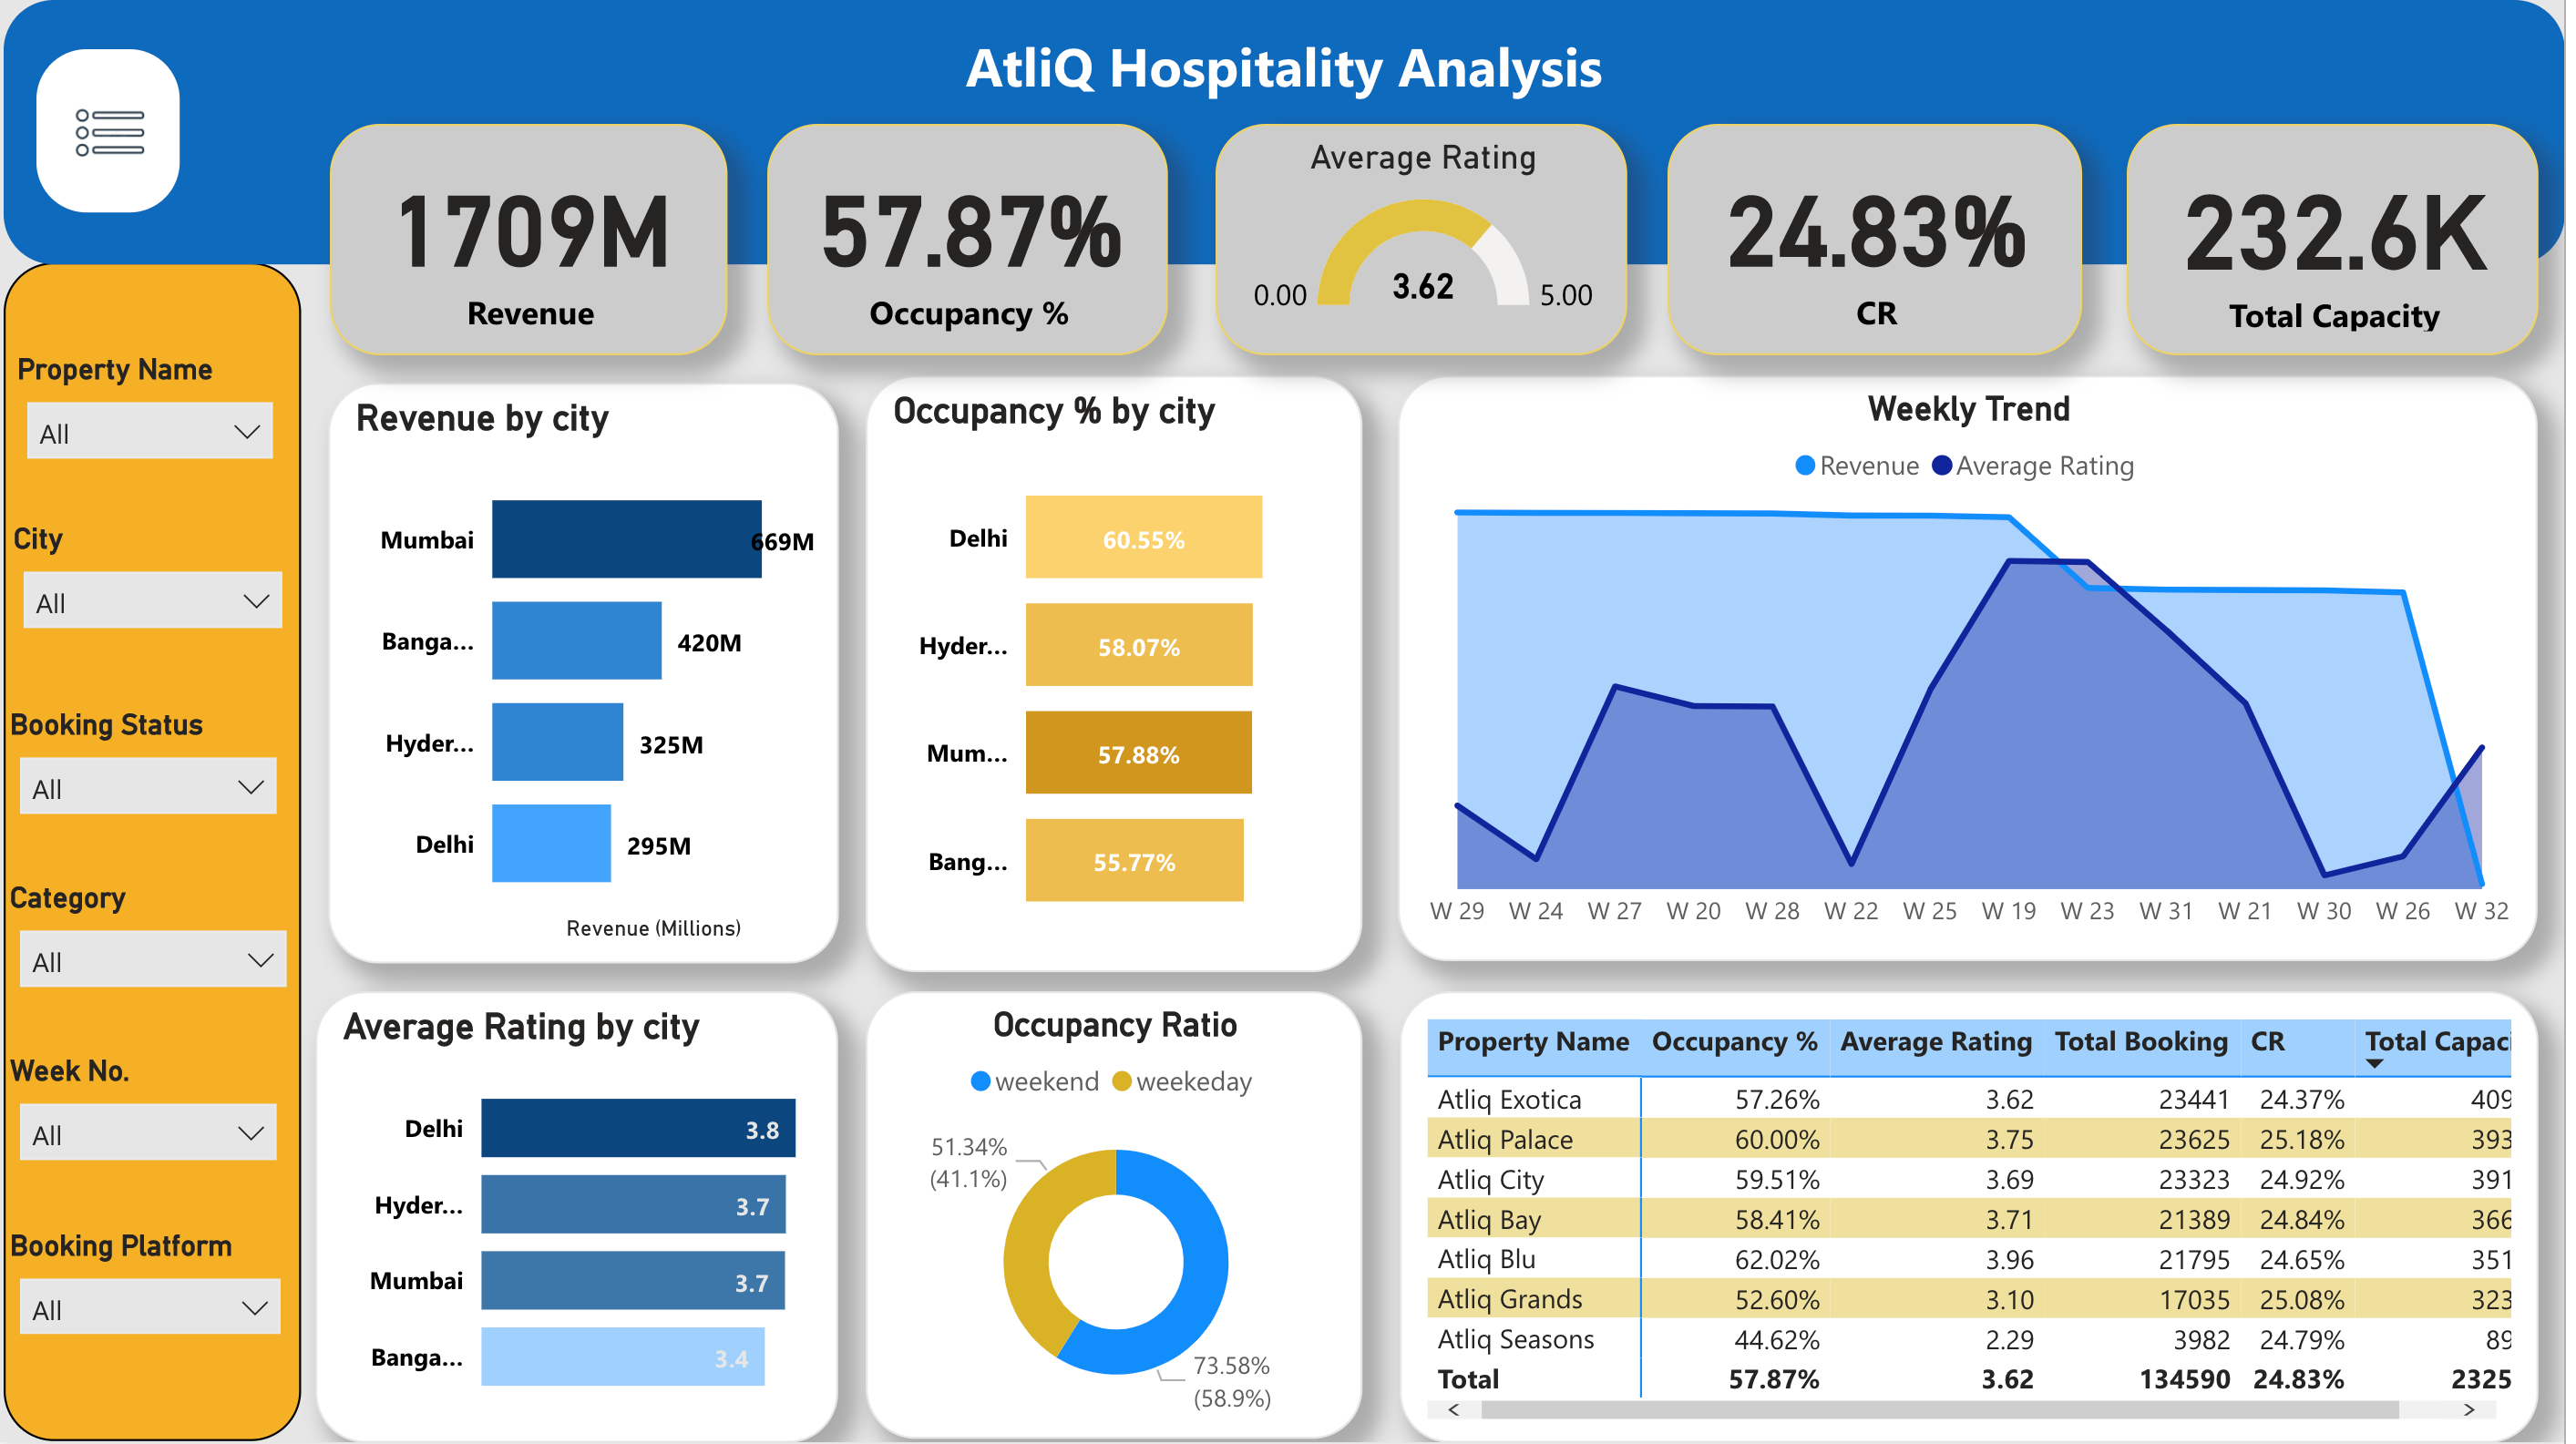 AtliQ Hospitality Analysis
1709M
Revenue
57.87%
Occupancy %
Average Rating
0.00
3.62
5.00
24.83%
CR
232.6K
Total Capacity
Property Name
All
City
All
Booking Status
All
Category
All
Week No.
All
Booking Platform
All
Revenue by city
Mumbai 669M
Banga... 420M
Hyder... 325M
Delhi 295M
Revenue (Millions)
Occupancy % by city
Delhi 60.55%
Hyder... 58.07%
Mum... 57.88%
Bang... 55.77%
Weekly Trend
Revenue Average Rating
W 29 W 24 W 27 W 20 W 28 W 22 W 25 W 19 W 23 W 31 W 21 W 30 W 26 W 32
Average Rating by city
Delhi 3.8
Hyder... 3.7
Mumbai 3.7
Banga... 3.4
Occupancy Ratio
weekend weekeday
51.34%
(41.1%)
73.58%
(58.9%)
Property Name Occupancy % Average Rating Total Booking CR Total Capaci
Atliq Exotica 57.26% 3.62 23441 24.37% 409
Atliq Palace 60.00% 3.75 23625 25.18% 393
Atliq City 59.51% 3.69 23323 24.92% 391
Atliq Bay 58.41% 3.71 21389 24.84% 366
Atliq Blu 62.02% 3.96 21795 24.65% 351
Atliq Grands 52.60% 3.10 17035 25.08% 323
Atliq Seasons 44.62% 2.29 3982 24.79% 89
Total 57.87% 3.62 134590 24.83% 2325